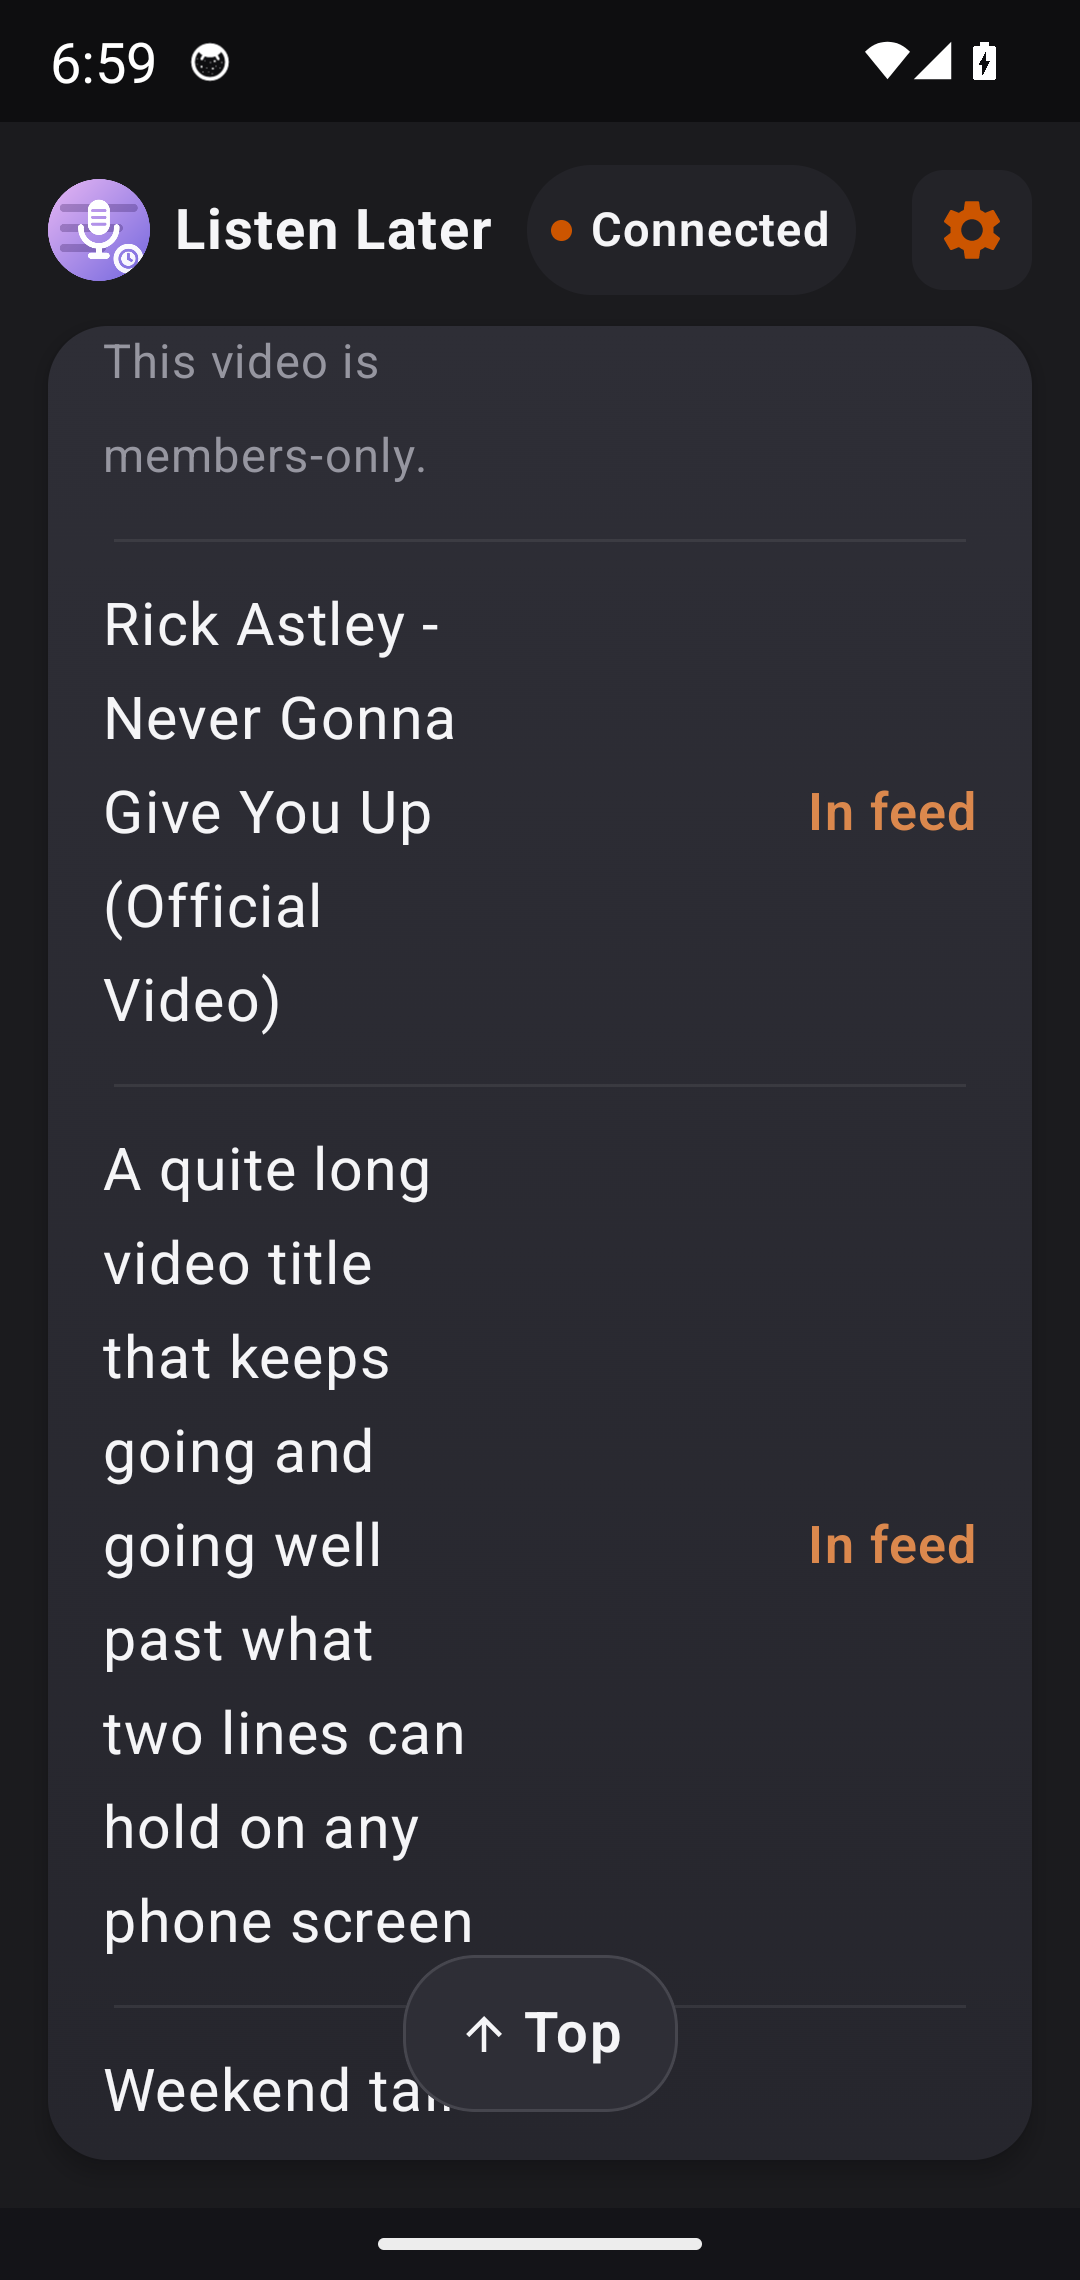 6:59
Listen Later
Connected
This video is
members-only.
Rick Astley -
Never Gonna
Give You Up
(Official
Video)
In feed
A quite long
video title
that keeps
going and
going well
past what
two lines can
hold on any
phone screen
In feed
↑ Top
Weekend